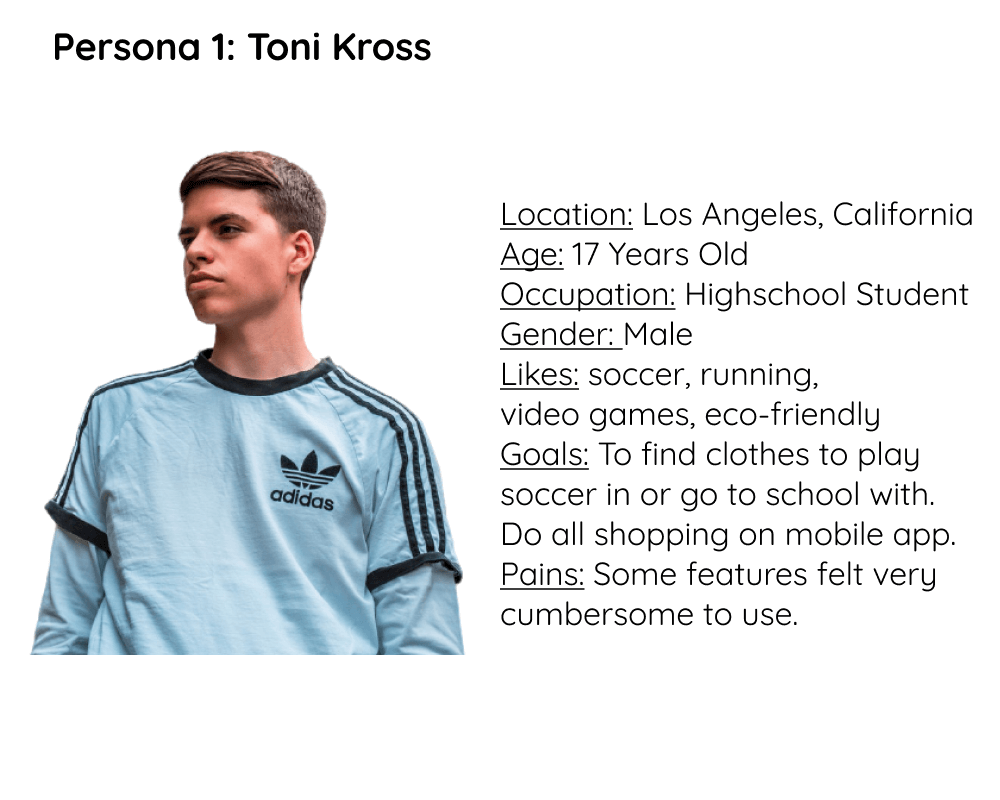 Persona 1: Toni Kross
Location: Los Angeles, California
Age: 17 Years Old
Occupation: Highschool Student
Gender: Male
Likes: soccer, running,
video games, eco-friendly
Goals: To find clothes to play
soccer in or go to school with.
Do all shopping on mobile app.
Pains: Some features felt very
cumbersome to use.
adidas